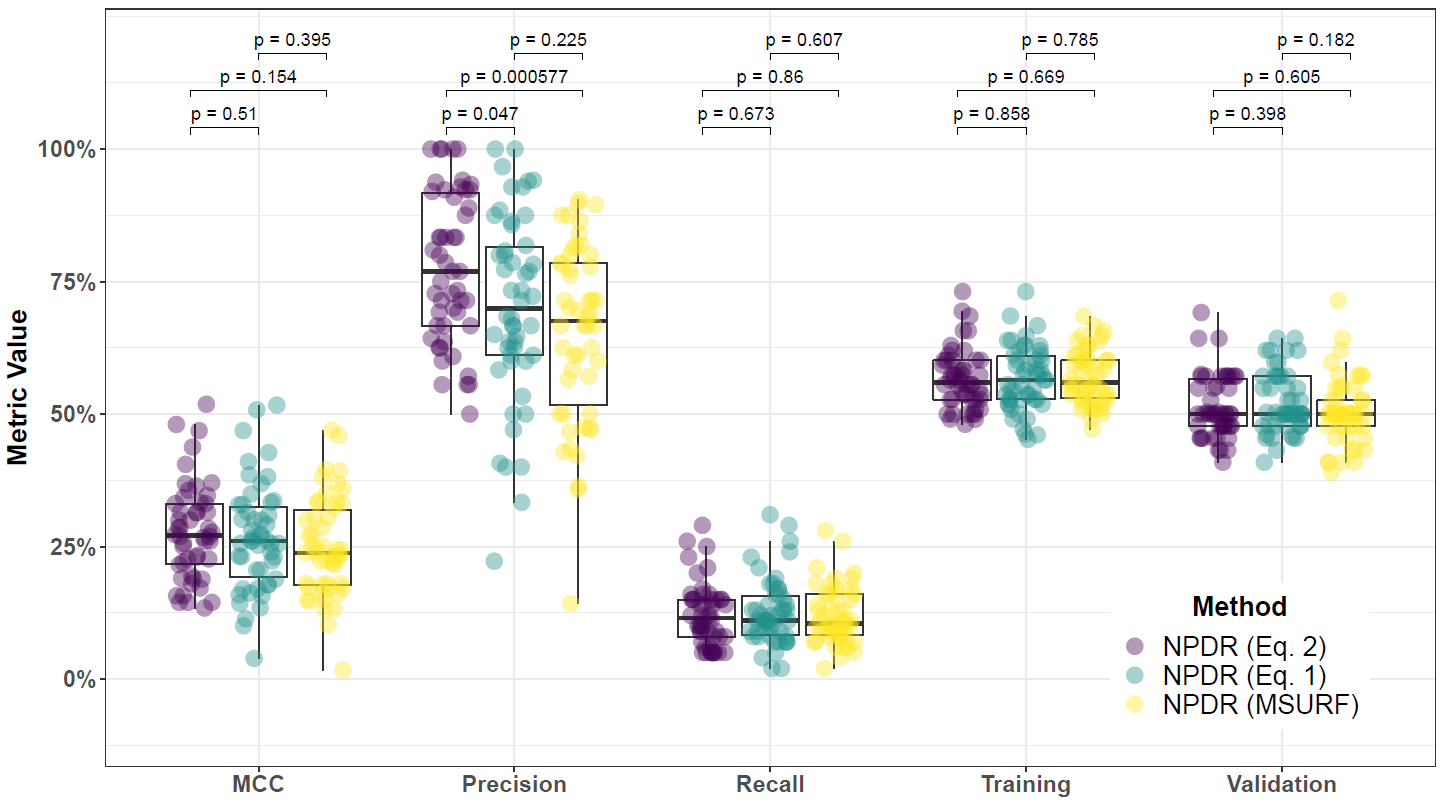 p = 0.395
p = 0.225
p = 0.607
p = 0.785
p = 0.182
p = 0.154
p = 0.000577
p = 0.86
p = 0.669
p = 0.605
p = 0.51
p = 0.047
p = 0.673
p = 0.858
p = 0.398
Metric Value
100%
75%
50%
25%
0%
Method
NPDR (Eq. 2)
NPDR (Eq. 1)
NPDR (MSURF)
MCC
Precision
Recall
Training
Validation